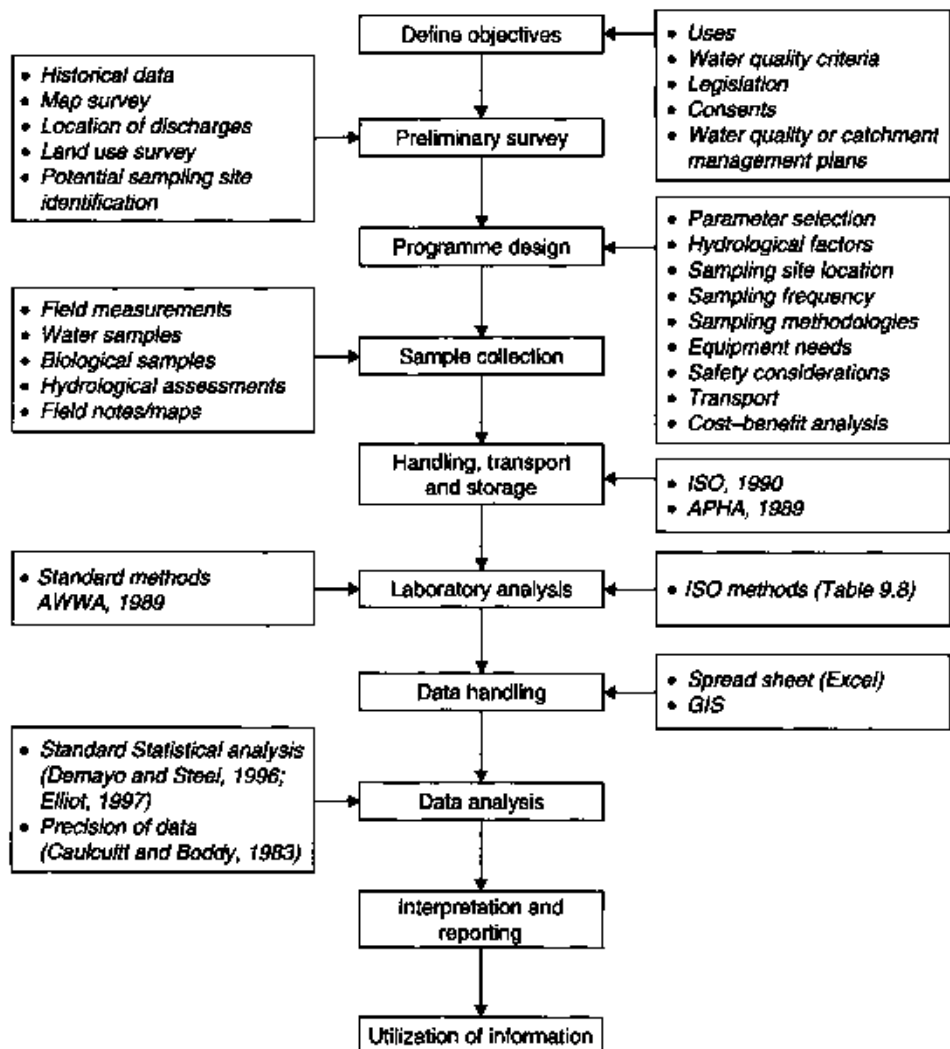 Define objectives
• Uses
• Water quality criteria
• Legislation
• Consents
• Water quality or catchment
management plans
• Historical data
• Map survey
• Location of discharges
• Land use survey
• Potential sampling site
identification
Preliminary survey
Programme design
• Parameter selection
• Hydrological factors
• Sampling site location
• Sampling frequency
• Sampling methodologies
• Equipment needs
• Safety considerations
• Transport
• Cost–benefit analysis
• Field measurements
• Water samples
• Biological samples
• Hydrological assessments
• Field notes/maps
Sample collection
Handling, transport
and storage
• ISO, 1990
• APHA, 1989
• Standard methods
AWWA, 1989
Laboratory analysis
• ISO methods (Table 9.8)
Data handling
• Spread sheet (Excel)
• GIS
• Standard Statistical analysis
(Demayo and Steel, 1996;
Elliot, 1997)
• Precision of data
(Caulcuitt and Boddy, 1983)
Data analysis
Interpretation and
reporting
Utilization of information